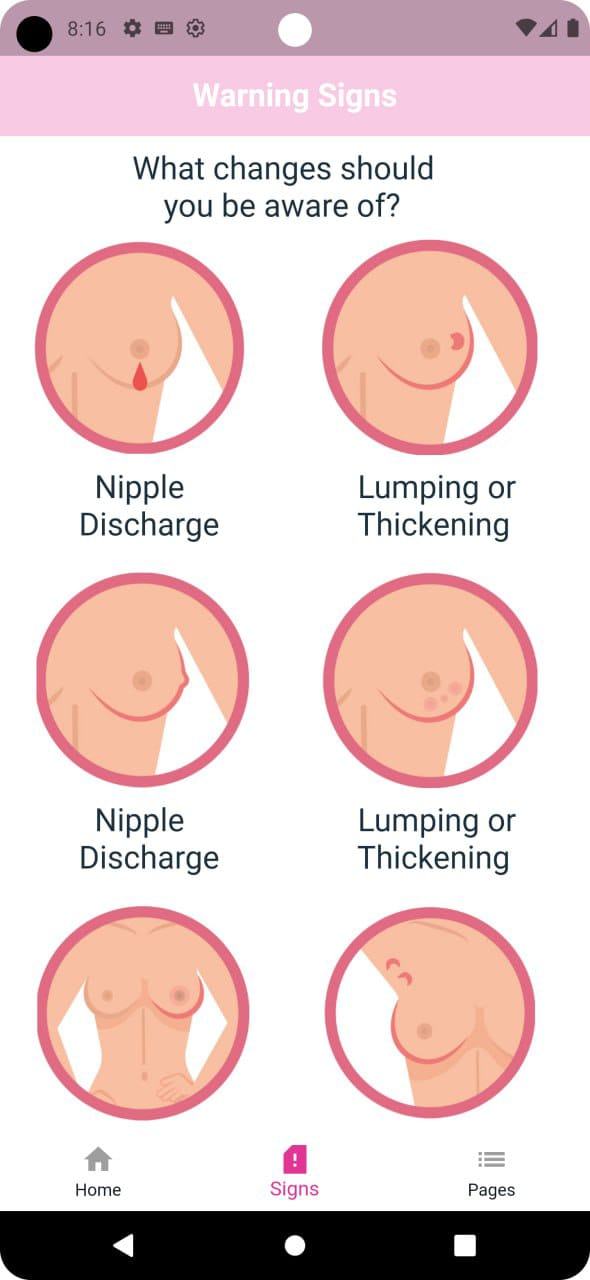 8:16
Warning Signs
What changes should
you be aware of?
Nipple
Discharge
Lumping or
Thickening
Nipple
Discharge
Lumping or
Thickening
Home
Signs
Pages